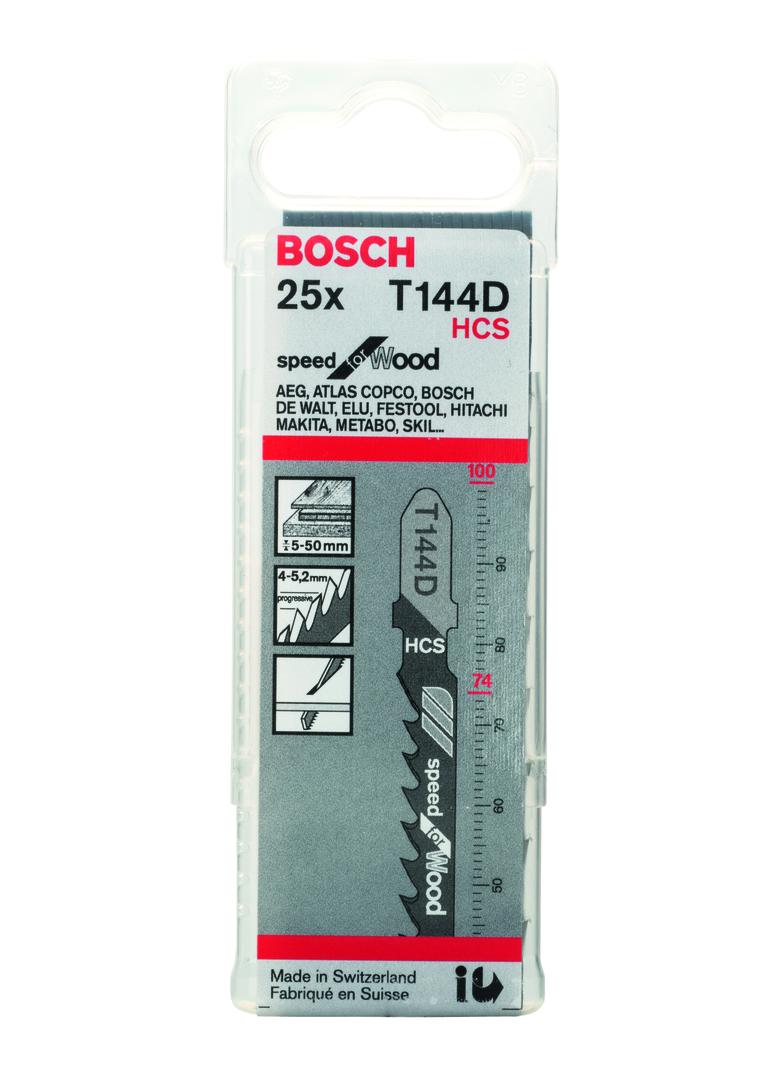 BOSCH
25x T144D
HCS
speed for Wood
AEG, ATLAS COPCO, BOSCH
DE WALT, ELU, FESTOOL, HITACHI
MAKITA, METABO, SKIL...
100
5-50 mm
T144D
90
4-5,2mm
progressive
HCS
80
74
70
speed for Wood
60
50
Made in Switzerland
Fabriqué en Suisse